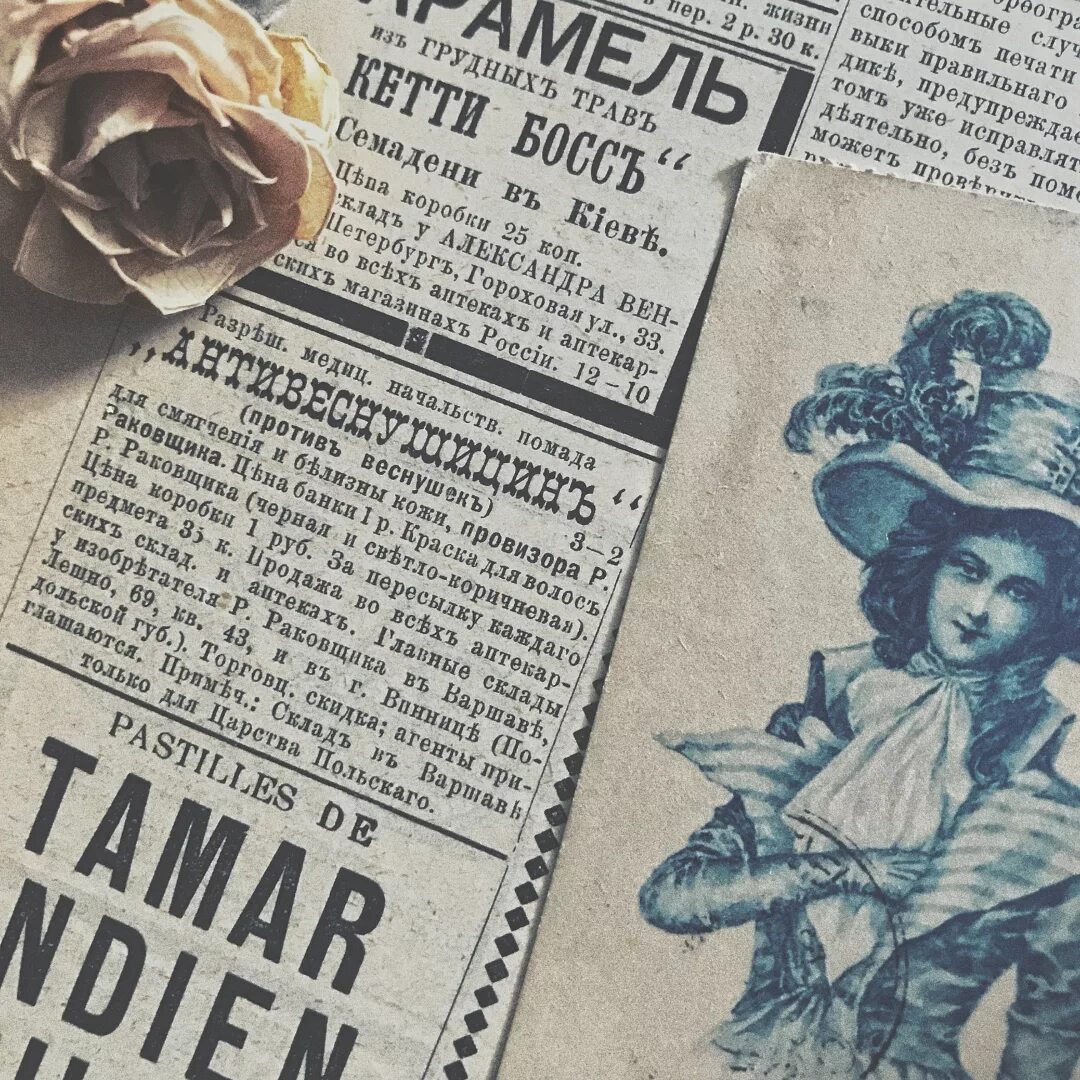 КАРАМЕЛЬ
изъ ГРУДНЫХЪ ТРАВЪ
КЕТТИ БОССЪ“
Семадени въ Кіевѣ.
Цѣна коробки 25 коп.
складъ у АЛЕКСАНДРА ВЕН-
Петербургъ, Гороховая ул., 33.
ся во всѣхъ аптекахъ и аптекар-
скихъ магазинахъ Россіи. 12—10
жизни
пер. 2 р. 30 к.
способомъ печати
выки правильнаго
дикѣ, предупреждае
томъ уже исправлят
дѣятельно, безъ помо
можетъ провѣри
Разрѣш. медиц. начальств. помада
„АНТИВЕСНУШИЦИНЪ“
(противъ веснушекъ) 3—2
для смягченія и бѣлизны кожи, провизора Р.
Раковщика. Цѣна банки 1 р. Краска для волосъ
Р. Раковщика (черная и свѣтло-коричневая).
Цѣна коробки 1 руб. За пересылку каждаго
предмета 35 к. Продажа во всѣхъ аптекар-
скихъ склад. и аптекахъ. Главные склады
у изобрѣтателя Р. Раковщика въ Варшавѣ,
Лешно, 69, кв. 43, и въ г. Винницѣ (По-
дольской губ.). Торговц. скидка; агенты при-
глашаются. Примѣч.: Складъ въ Варшавѣ
только для Царства Польскаго.
PASTILLES DE
TAMAR
INDIEN